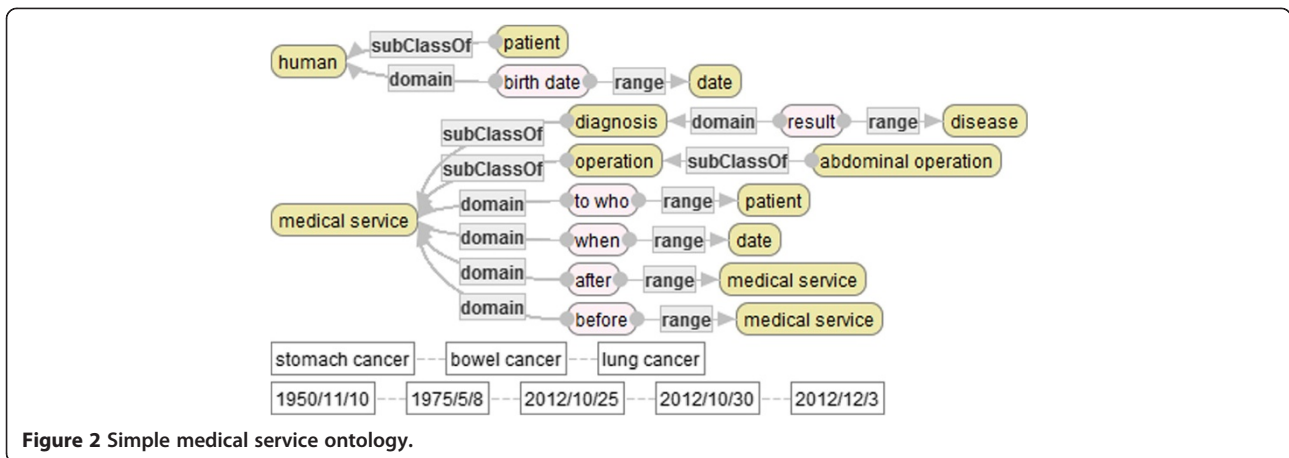 subClassOf patient
human
domain birth date range date
diagnosis domain result range disease
subClassOf
subClassOf operation subClassOf abdominal operation
domain to who range patient
medical service
domain when range date
domain after range medical service
domain before range medical service
stomach cancer bowel cancer lung cancer
1950/11/10 1975/5/8 2012/10/25 2012/10/30 2012/12/3
Figure 2 Simple medical service ontology.